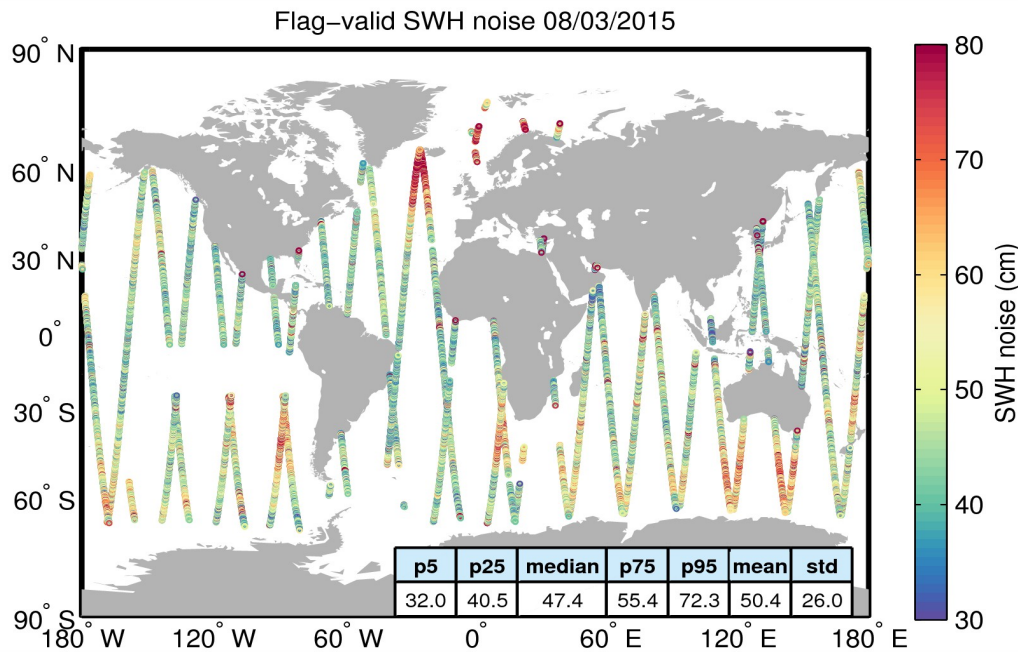 Flag−valid SWH noise 08/03/2015
90° N
60° N
30° N
0°
30° S
60° S
90° S
180° W
120° W
60° W
0°
60° E
120° E
180° E
80
70
60
50
40
30
SWH noise (cm)
p5 p25 median p75 p95 mean std
32.0 40.5 47.4 55.4 72.3 50.4 26.0